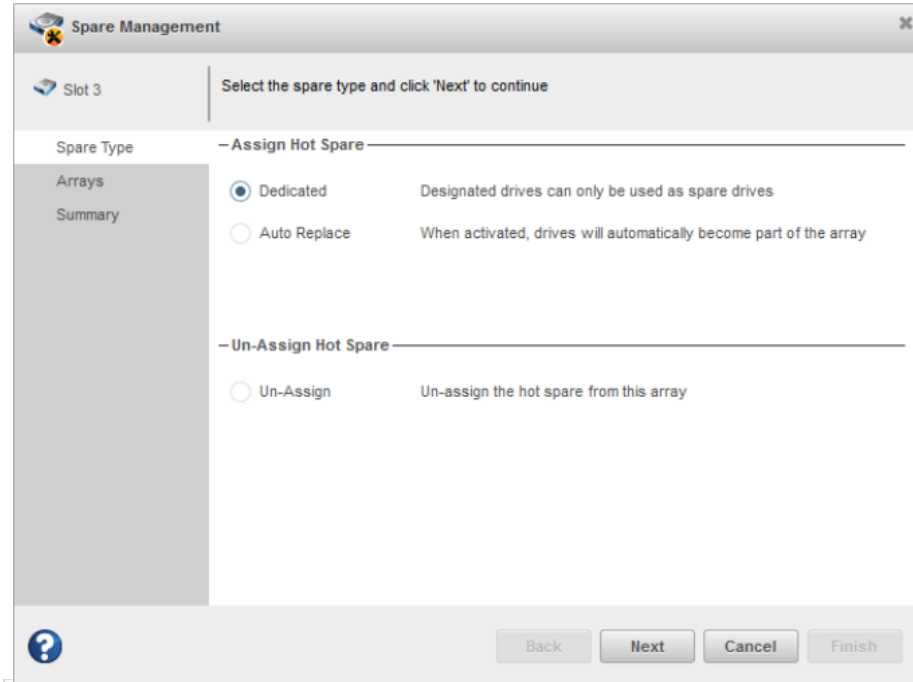 Spare Management
Slot 3
Select the spare type and click 'Next' to continue
Spare Type
Arrays
Summary
Assign Hot Spare
Dedicated Designated drives can only be used as spare drives
Auto Replace When activated, drives will automatically become part of the array
Un-Assign Hot Spare
Un-Assign Un-assign the hot spare from this array
? Back Next Cancel Finish